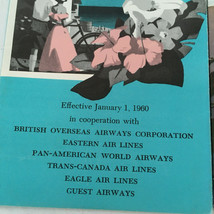 Effective January 1, 1960
in cooperation with
BRITISH OVERSEAS AIRWAYS CORPORATION
EASTERN AIR LINES
PAN-AMERICAN WORLD AIRWAYS
TRANS-CANADA AIR LINES
EAGLE AIR LINES
GUEST AIRWAYS